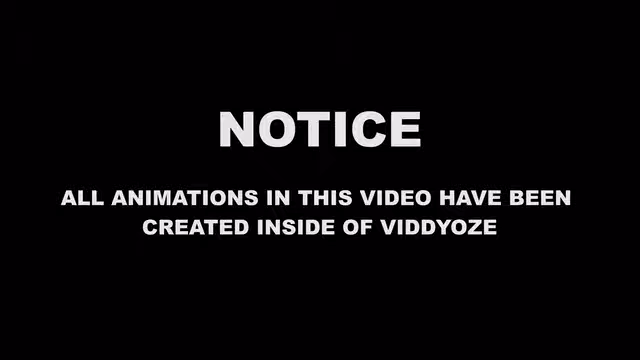 NOTICE
ALL ANIMATIONS IN THIS VIDEO HAVE BEEN
CREATED INSIDE OF VIDDYOZE